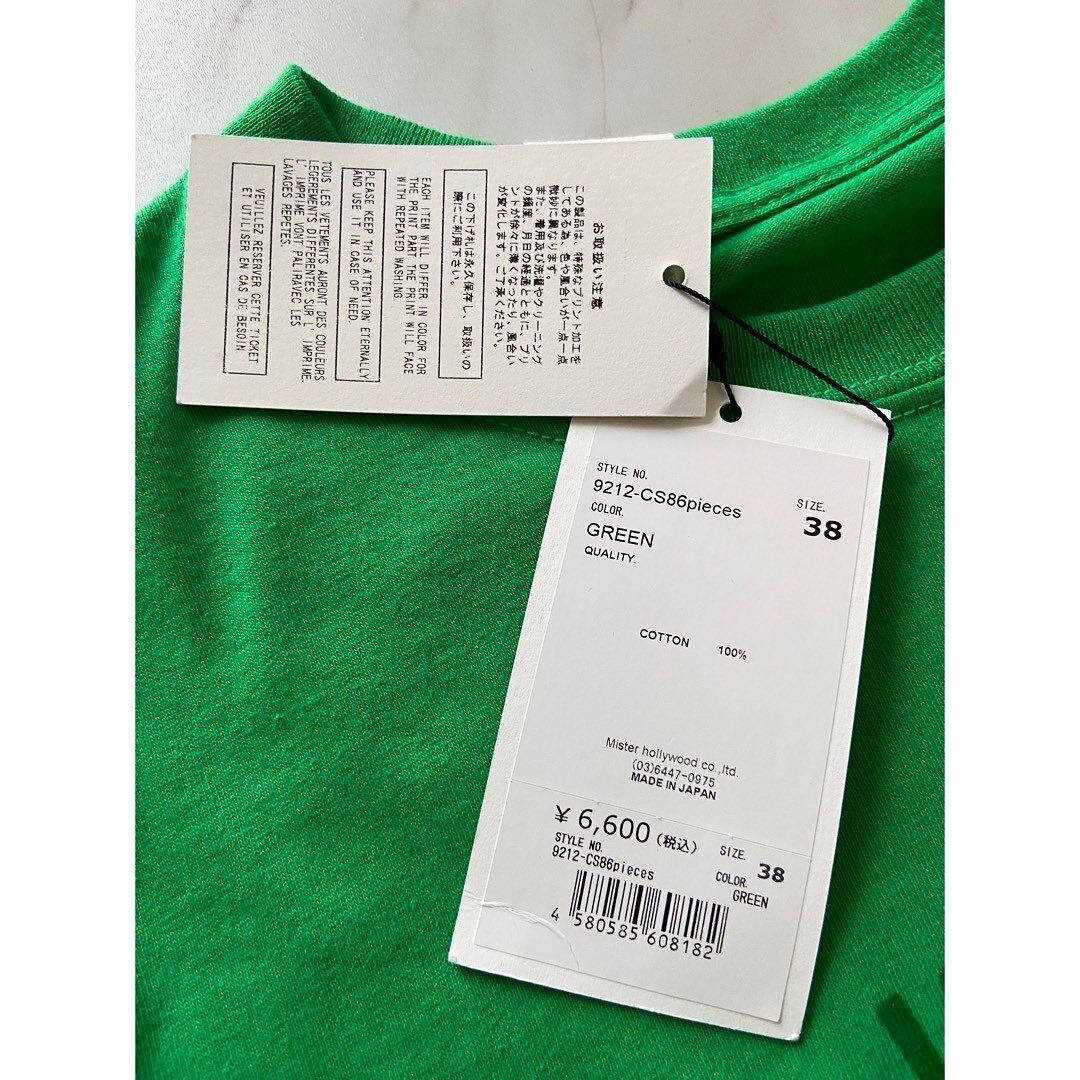 お取扱い注意
この製品は、特殊なプリント加工を
してある為、色や風合いが一点一点
微妙に異なります。
また、着用及び洗濯やクリーニング
の頻度、月日の経過とともに、プリ
ントが徐々に薄くなったり、風合い
が変化します。ご了承ください。
この下げ札は永久保存し、取扱いの
際にご利用下さい。
EACH ITEM WILL DIFFER IN COLOR FOR
THE PRINT PART THE PRINT WILL FACE
WITH REPEATED WASHING
PLEASE KEEP THIS ATTENTION ETERNALLY
AND USE IT IN CASE OF NEED.
TOUS LES VETEMENTS AURONT DES COULEURS
LEGEREMENTS DIFFERENTES SUR L' IMPRIME.
L' IMPRIME VONT PALIRAVEC LES
LAVAGES REPETES.
VEUILLEZ RESERVER CETTE TICKET
ET UTILISER EN CAS DE BESOIN
STYLE NO.
9212-CS86pieces
SIZE.
38
COLOR.
GREEN
QUALITY.
COTTON 100%
Mister hollywood co.,ltd.
(03)6447-0975
MADE IN JAPAN
¥ 6,600 (税込)
STYLE NO.
9212-CS86pieces
SIZE. 38
COLOR.
GREEN
4 580585 608182